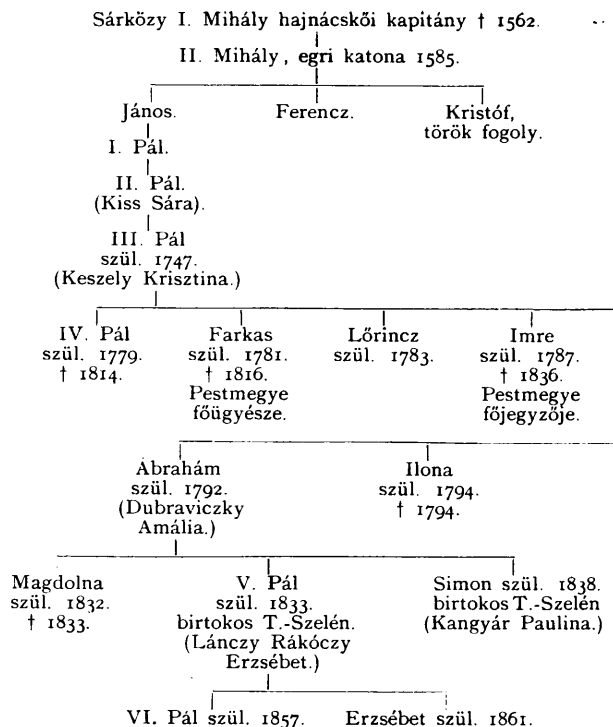 Sárközy I. Mihály hajnácskői kapitány † 1562.
II. Mihály, egri katona 1585.
János. Ferencz. Kristóf,
török fogoly.
I. Pál.
II. Pál.
(Kiss Sára).
III. Pál
szül. 1747.
(Keszely Krisztina.)
IV. Pál
szül. 1779.
† 1814.
Farkas
szül. 1781.
† 1816.
Pestmegye
főügyésze.
Lőrincz
szül. 1783.
Imre
szül. 1787.
† 1836.
Pestmegye
főjegyzője.
Ábrahám
szül. 1792.
(Dubraviczky
Amália.)
Ilona
szül. 1794.
† 1794.
Magdolna
szül. 1832.
† 1833.
V. Pál
szül. 1833.
birtokos T.-Szelén.
(Lánczy Rákóczy
Erzsébet.)
Simon szül. 1838.
birtokos T.-Szelén
(Kangyár Paulina.)
VI. Pál szül. 1857. Erzsébet szül. 1861.